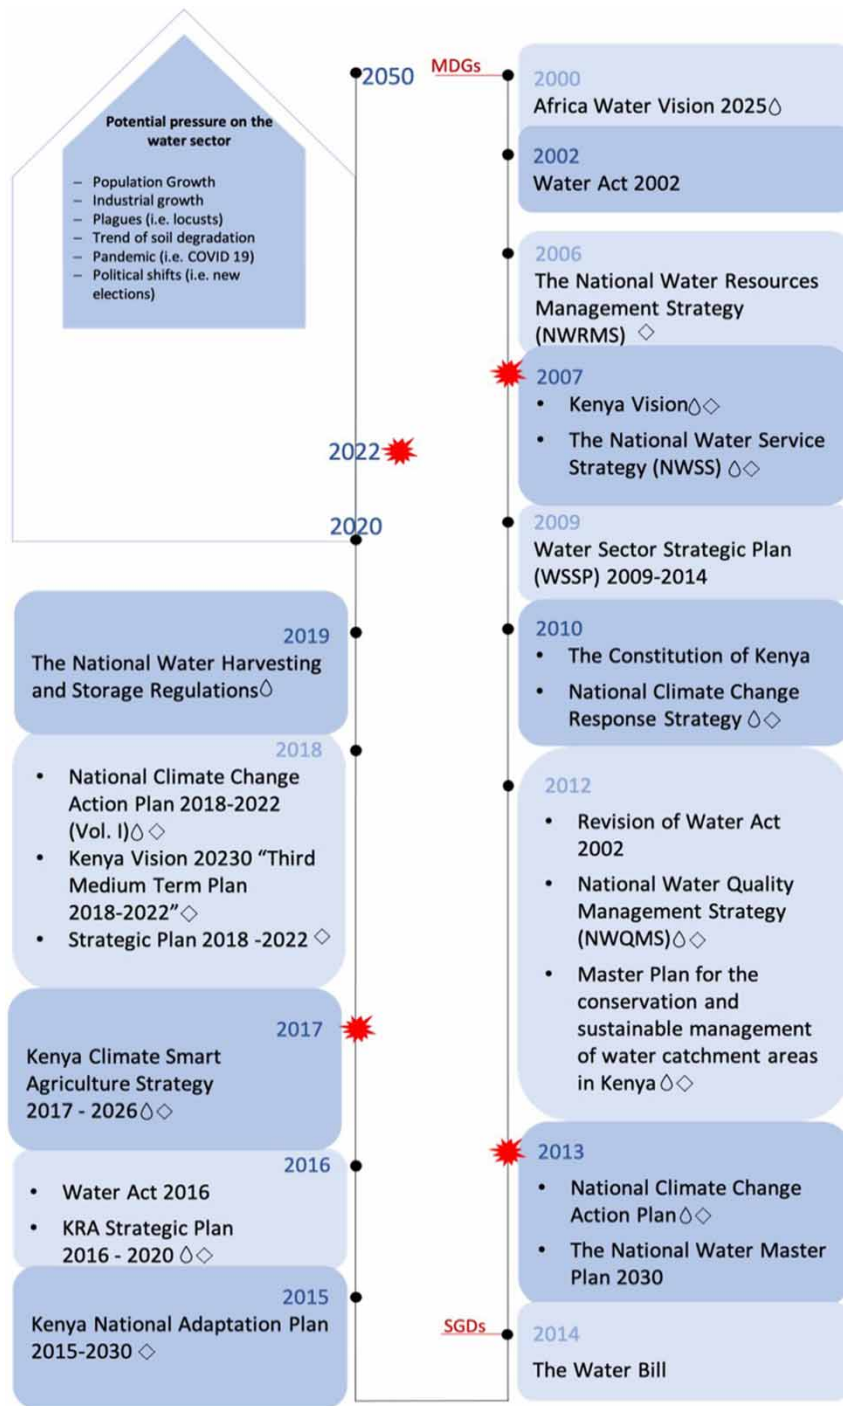 Potential pressure on the
water sector
– Population Growth
– Industrial growth
– Plagues (i.e. locusts)
– Trend of soil degradation
– Pandemic (i.e. COVID 19)
– Political shifts (i.e. new
elections)
2050
2022
2020
2019
The National Water Harvesting
and Storage Regulations
2018
• National Climate Change
Action Plan 2018-2022
(Vol. I)
• Kenya Vision 20230 “Third
Medium Term Plan
2018-2022”
• Strategic Plan 2018 -2022
2017
Kenya Climate Smart
Agriculture Strategy
2017 - 2026
2016
• Water Act 2016
• KRA Strategic Plan
2016 - 2020
2015
Kenya National Adaptation Plan
2015-2030
MDGs
2000
Africa Water Vision 2025
2002
Water Act 2002
2006
The National Water Resources
Management Strategy
(NWRMS)
2007
• Kenya Vision
• The National Water Service
Strategy (NWSS)
2009
Water Sector Strategic Plan
(WSSP) 2009-2014
2010
• The Constitution of Kenya
• National Climate Change
Response Strategy
2012
• Revision of Water Act
2002
• National Water Quality
Management Strategy
(NWQMS)
• Master Plan for the
conservation and
sustainable management
of water catchment areas
in Kenya
2013
• National Climate Change
Action Plan
• The National Water Master
Plan 2030
SGDs
2014
The Water Bill